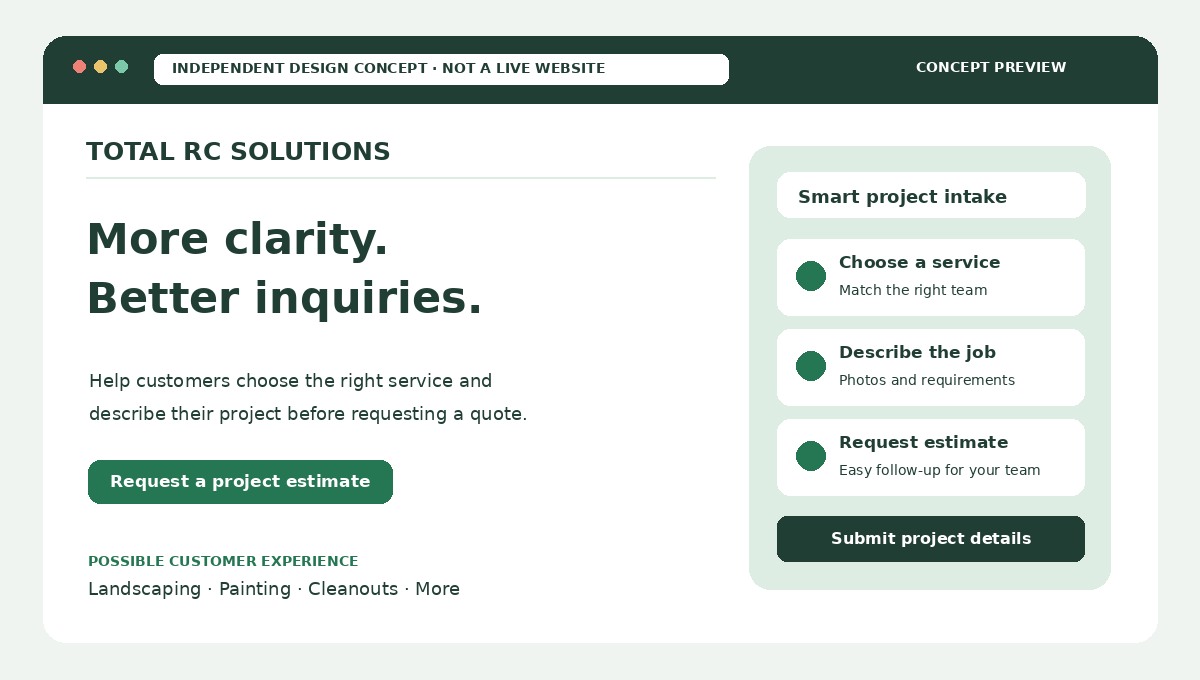 INDEPENDENT DESIGN CONCEPT · NOT A LIVE WEBSITE
CONCEPT PREVIEW
TOTAL RC SOLUTIONS
More clarity.
Better inquiries.
Help customers choose the right service and
describe their project before requesting a quote.
Request a project estimate
POSSIBLE CUSTOMER EXPERIENCE
Landscaping · Painting · Cleanouts · More
Smart project intake
Choose a service
Match the right team
Describe the job
Photos and requirements
Request estimate
Easy follow-up for your team
Submit project details